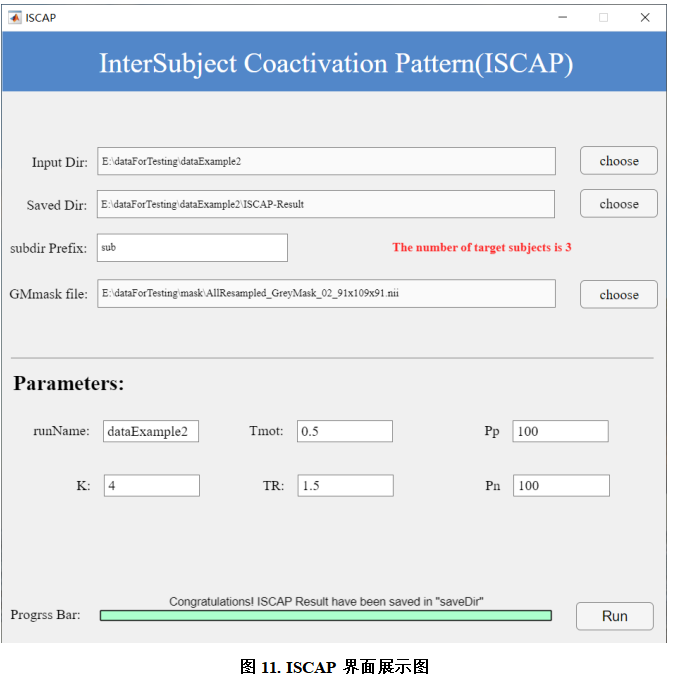 ISCAP
InterSubject Coactivation Pattern(ISCAP)
Input Dir: E:\dataForTesting\dataExample2 choose
Saved Dir: E:\dataForTesting\dataExample2\ISCAP-Result choose
subdir Prefix: sub The number of target subjects is 3
GMmask file: E:\dataForTesting\mask\AllResampled_GreyMask_02_91x109x91.nii choose
Parameters:
runName: dataExample2 Tmot: 0.5 Pp 100
K: 4 TR: 1.5 Pn 100
Congratulations! ISCAP Result have been saved in "saveDir"
Progrss Bar: Run
图 11. ISCAP 界面展示图